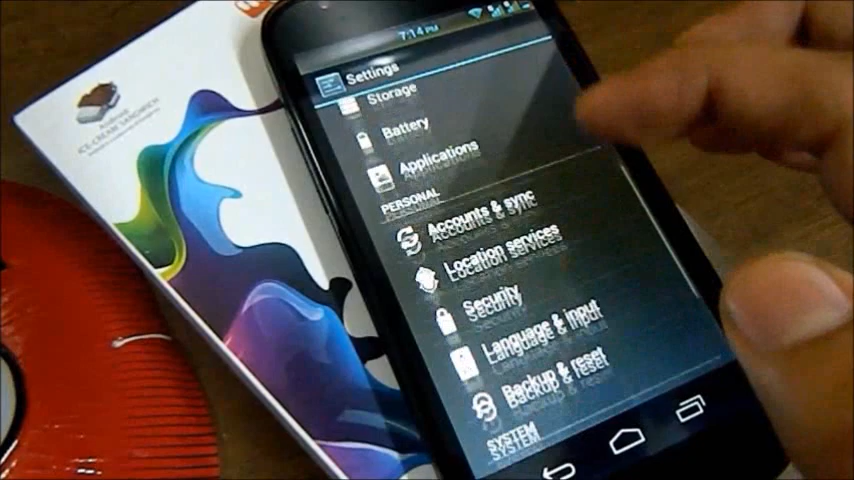 Android
ICE-CREAM SANDWICH
7:14 PM
Settings
Storage
Battery
Applications
PERSONAL
Accounts & sync
Location services
Security
Language & input
Backup & reset
SYSTEM